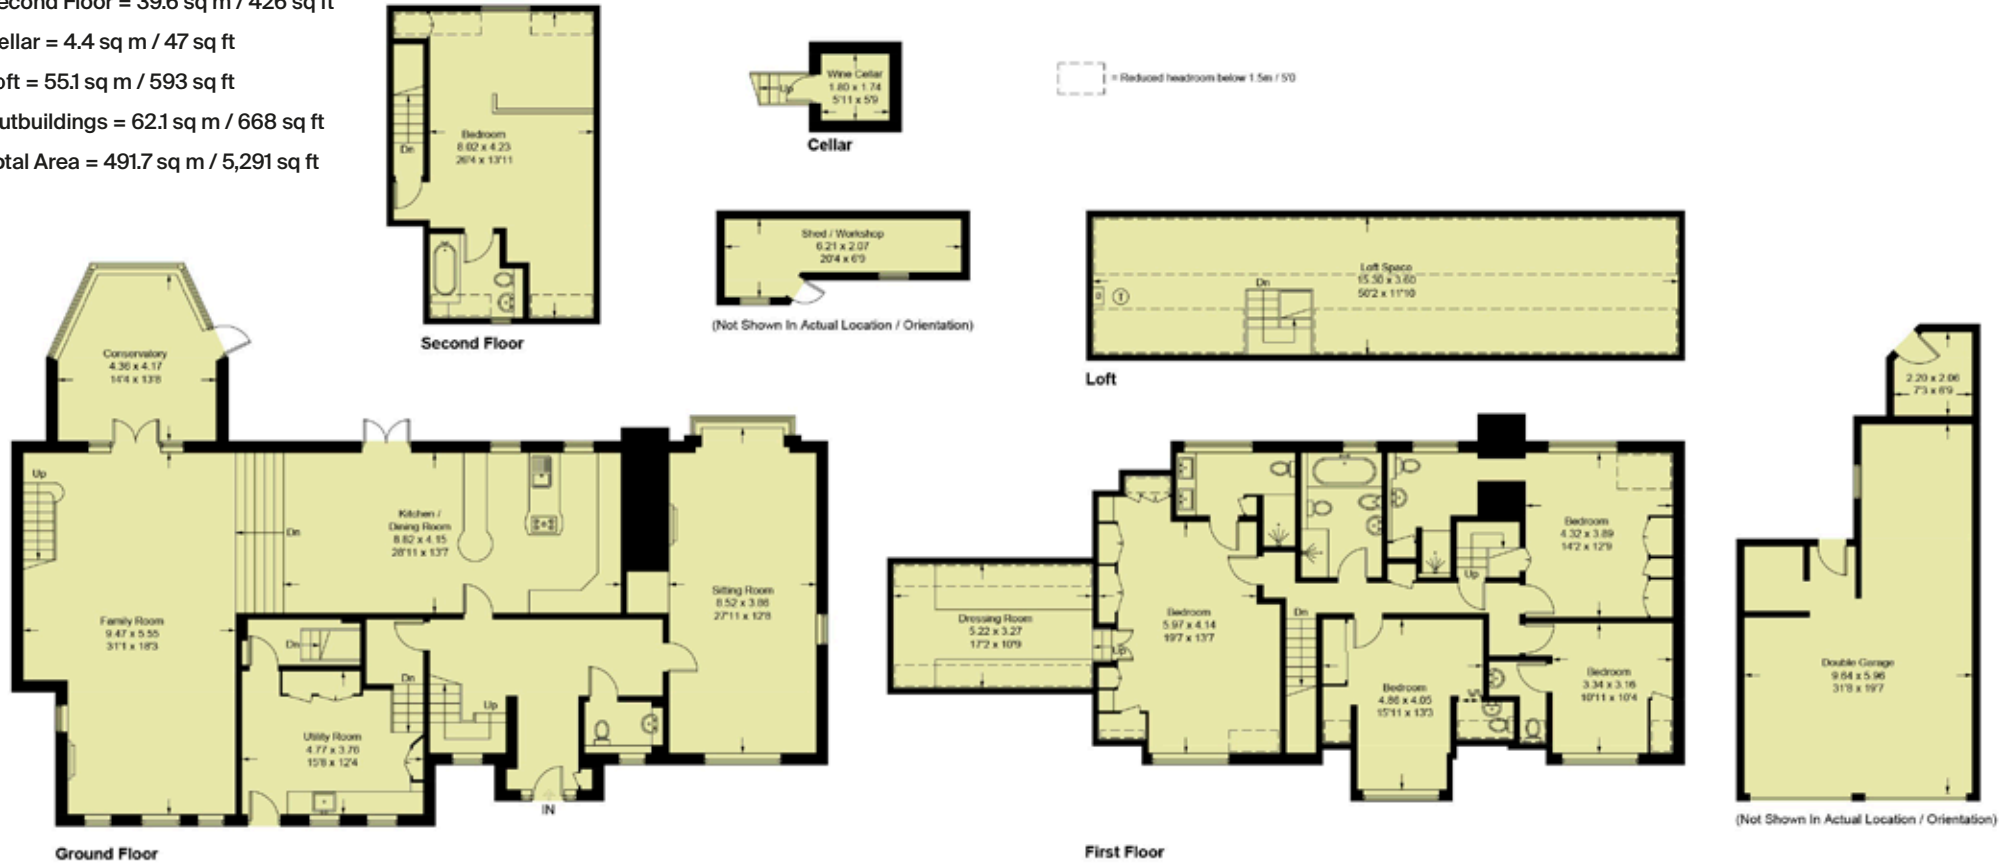 econd Floor = 39.6 sq m / 426 sq ft
ellar = 4.4 sq m / 47 sq ft
oft = 55.1 sq m / 593 sq ft
utbuildings = 62.1 sq m / 668 sq ft
otal Area = 491.7 sq m / 5,291 sq ft
Dn
Bedroom
8.02 x 4.23
26'4 x 13'11
Second Floor
Up
Wine Cellar
1.80 x 1.74
5'11 x 5'9
Cellar
= Reduced headroom below 1.5m / 5'0
Shed / Workshop
6.21 x 2.07
20'4 x 6'9
(Not Shown In Actual Location / Orientation)
Dn
Loft Space
15.30 x 3.60
50'2 x 11'10
T
Loft
Conservatory
4.36 x 4.17
14'4 x 13'8
Up
Family Room
9.47 x 5.55
31'1 x 18'3
Dn
Kitchen /
Dining Room
8.82 x 4.15
28'11 x 13'7
Sitting Room
8.52 x 3.86
27'11 x 12'8
Dn
Dn
Up
Utility Room
4.77 x 3.76
15'8 x 12'4
IN
Ground Floor
Dressing Room
5.22 x 3.27
17'2 x 10'9
Up
Bedroom
5.97 x 4.14
19'7 x 13'7
Dn
Up
Bedroom
4.32 x 3.89
14'2 x 12'9
Bedroom
4.86 x 4.05
15'11 x 13'3
Bedroom
3.34 x 3.16
10'11 x 10'4
First Floor
2.20 x 2.06
7'3 x 6'9
Double Garage
9.64 x 5.96
31'8 x 19'7
(Not Shown In Actual Location / Orientation)